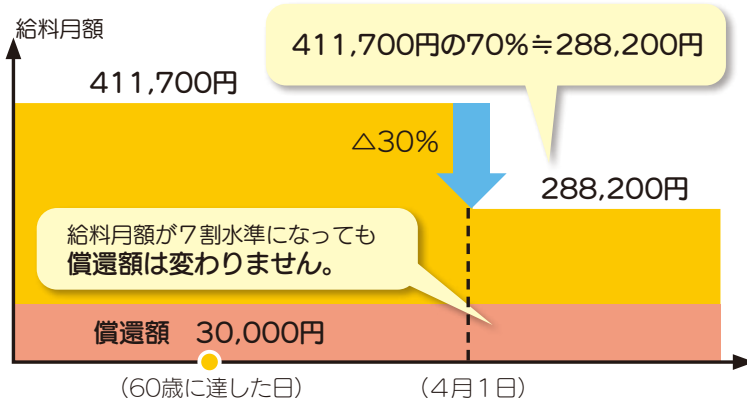 給料月額
411,700円の70%≒288,200円
411,700円
△30%
288,200円
給料月額が７割水準になっても
償還額は変わりません。
償還額　30,000円
（60歳に達した日）
（４月１日）